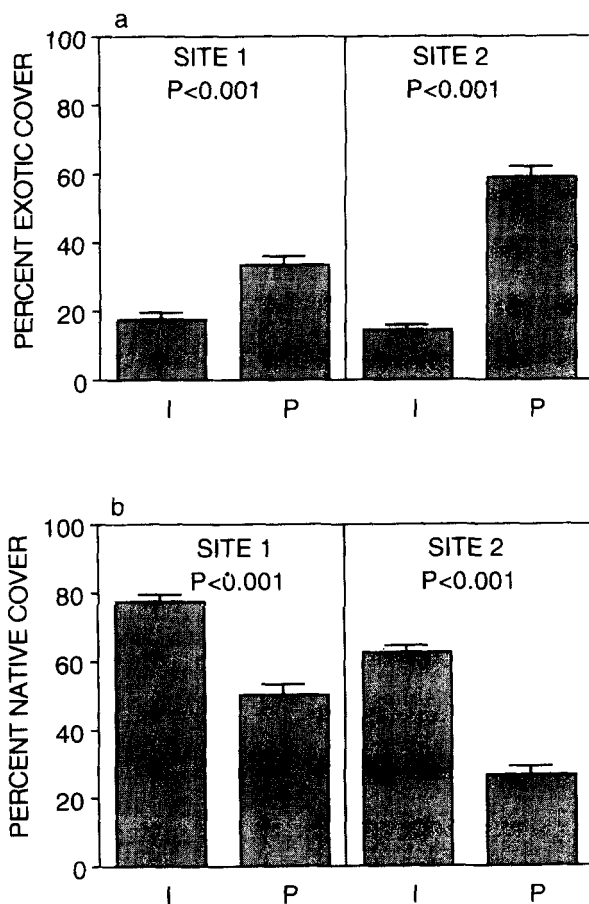 a
100
80
60
40
20
0
PERCENT EXOTIC COVER
SITE 1
P<0.001
SITE 2
P<0.001
I
P
I
P
b
100
80
60
40
20
0
PERCENT NATIVE COVER
SITE 1
P<0.001
SITE 2
P<0.001
I
P
I
P